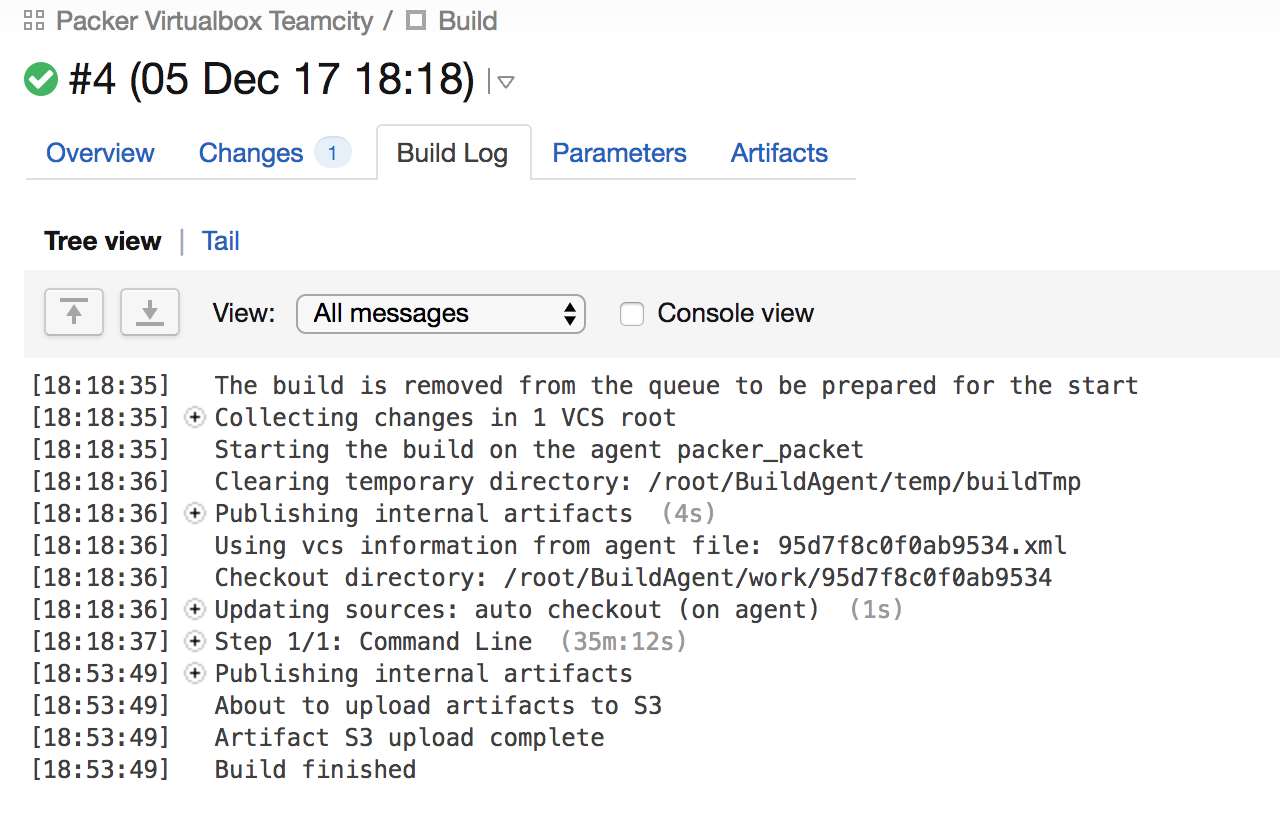 Packer Virtualbox Teamcity / Build
#4 (05 Dec 17 18:18)
Overview Changes 1 Build Log Parameters Artifacts
Tree view | Tail
View: All messages Console view
[18:18:35] The build is removed from the queue to be prepared for the start
[18:18:35] Collecting changes in 1 VCS root
[18:18:35] Starting the build on the agent packer_packet
[18:18:36] Clearing temporary directory: /root/BuildAgent/temp/buildTmp
[18:18:36] Publishing internal artifacts (4s)
[18:18:36] Using vcs information from agent file: 95d7f8c0f0ab9534.xml
[18:18:36] Checkout directory: /root/BuildAgent/work/95d7f8c0f0ab9534
[18:18:36] Updating sources: auto checkout (on agent) (1s)
[18:18:37] Step 1/1: Command Line (35m:12s)
[18:53:49] Publishing internal artifacts
[18:53:49] About to upload artifacts to S3
[18:53:49] Artifact S3 upload complete
[18:53:49] Build finished